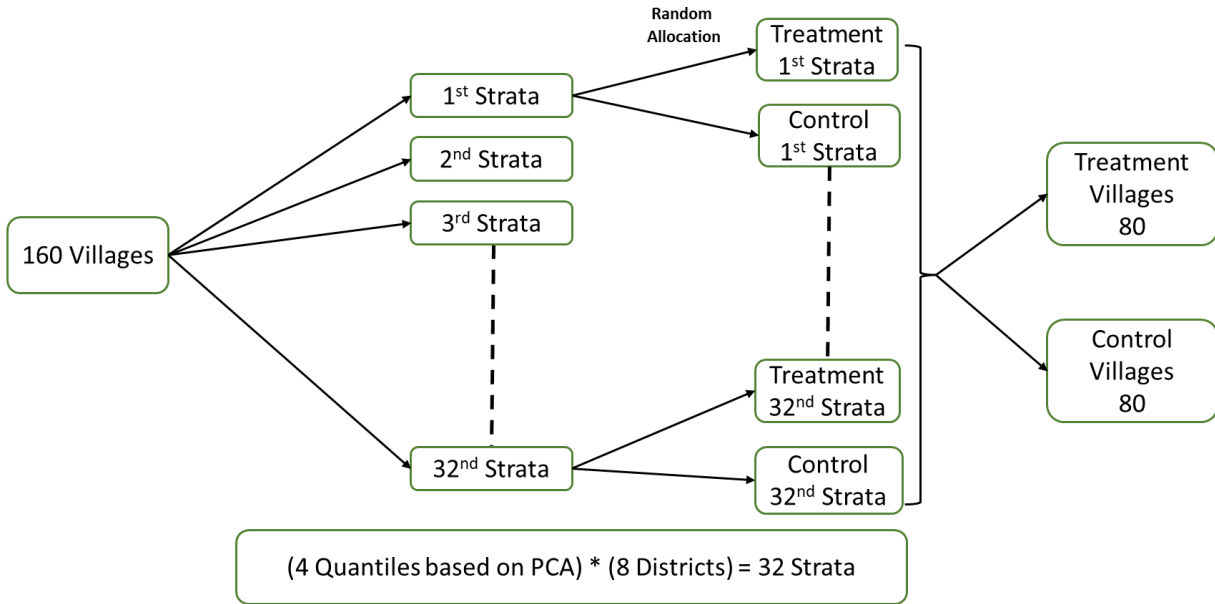 Random
Allocation
Treatment
1st Strata
1st Strata
Control
1st Strata
2nd Strata
3rd Strata
160 Villages
Treatment
Villages
80
Control
Villages
80
Treatment
32nd Strata
32nd Strata
Control
32nd Strata
(4 Quantiles based on PCA) * (8 Districts) = 32 Strata